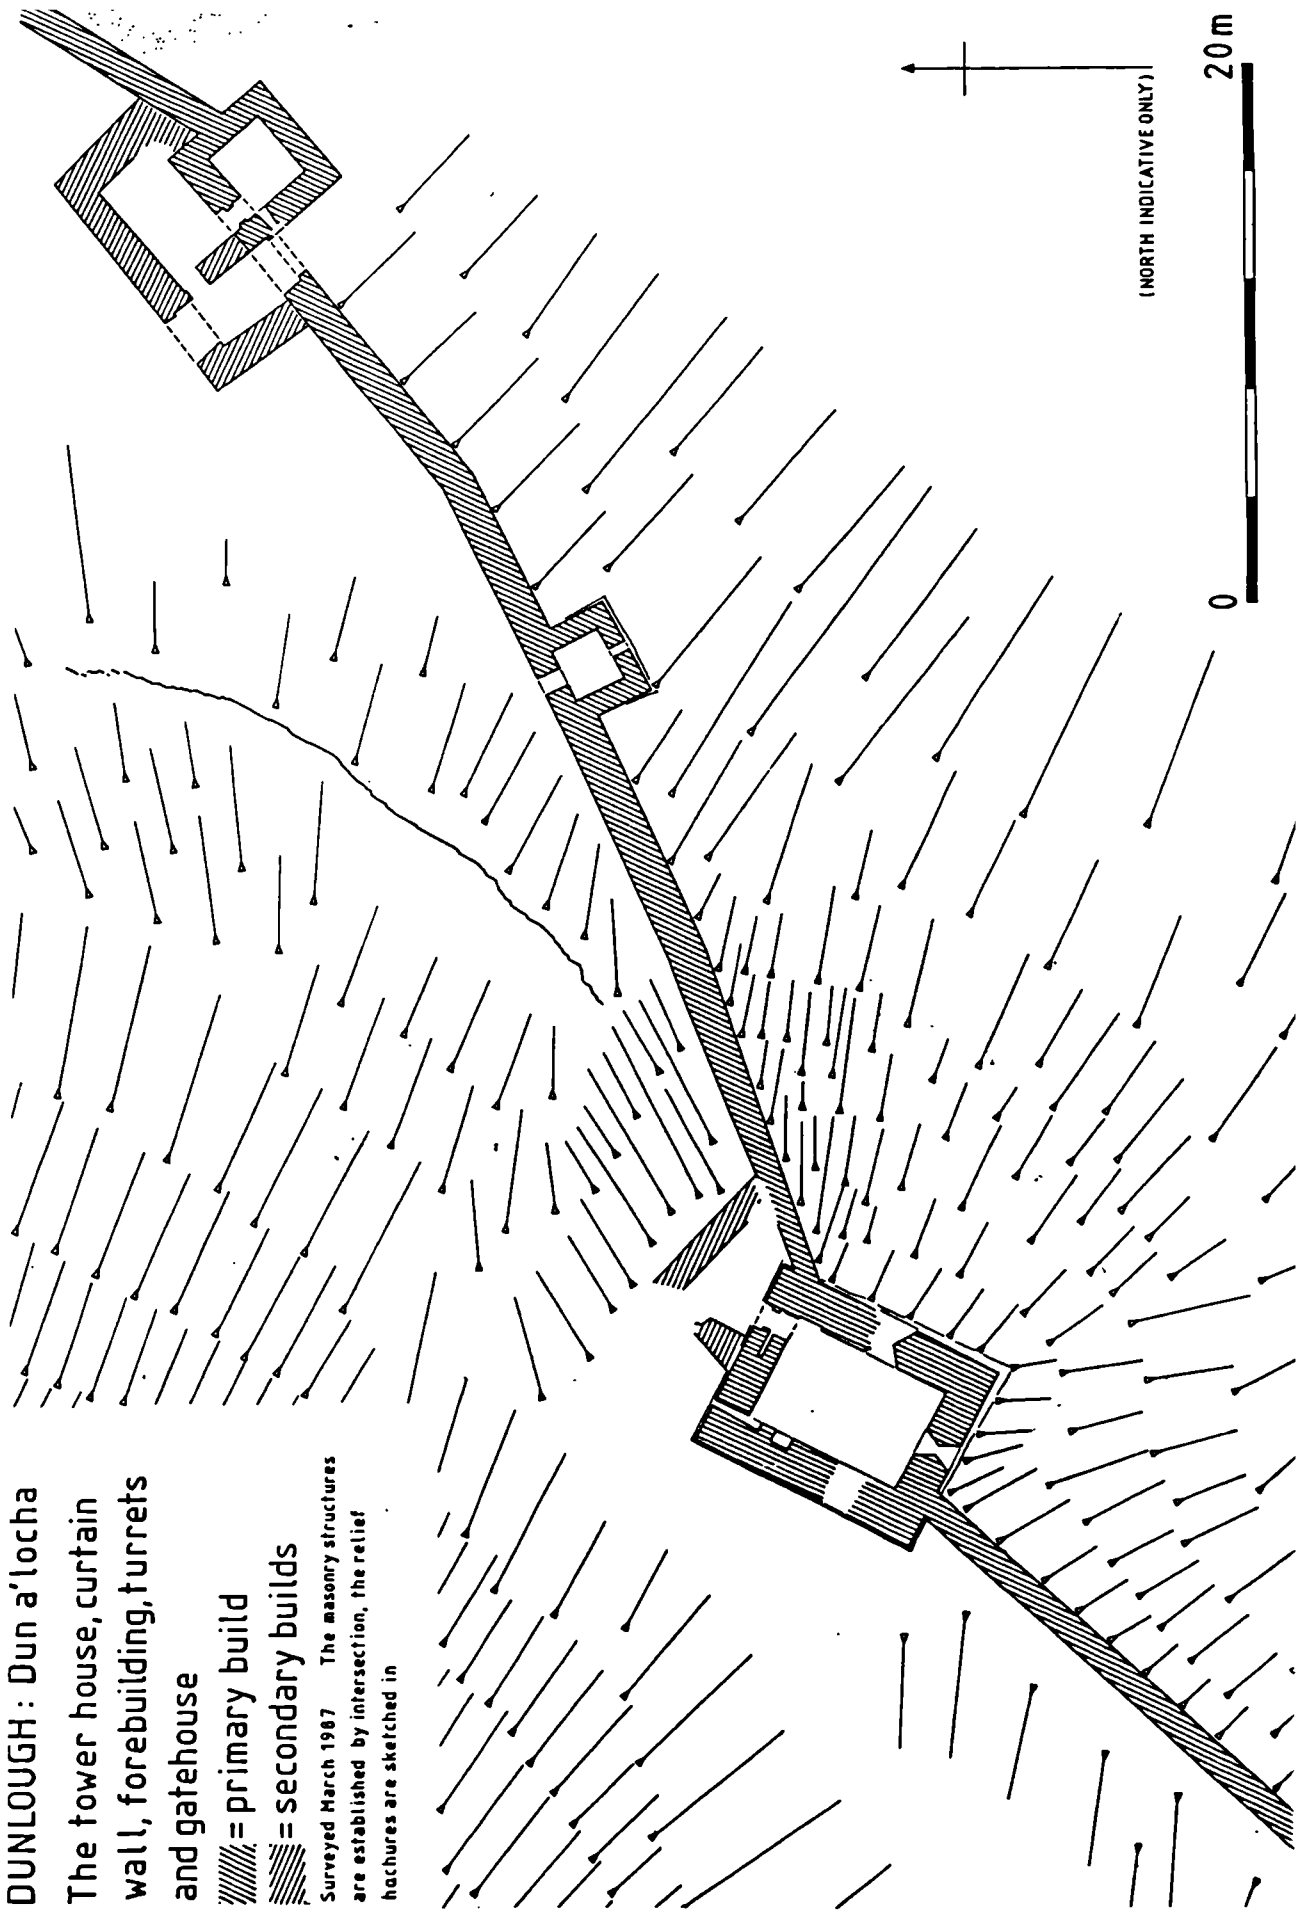 DUNLOUGH : Dun a'locha
The tower house, curtain
wall, forebuilding, turrets
and gatehouse
= primary build
= secondary builds
Surveyed March 1987 The masonry structures
are established by intersection, the relief
hachures are sketched in
(NORTH INDICATIVE ONLY)
0 20m